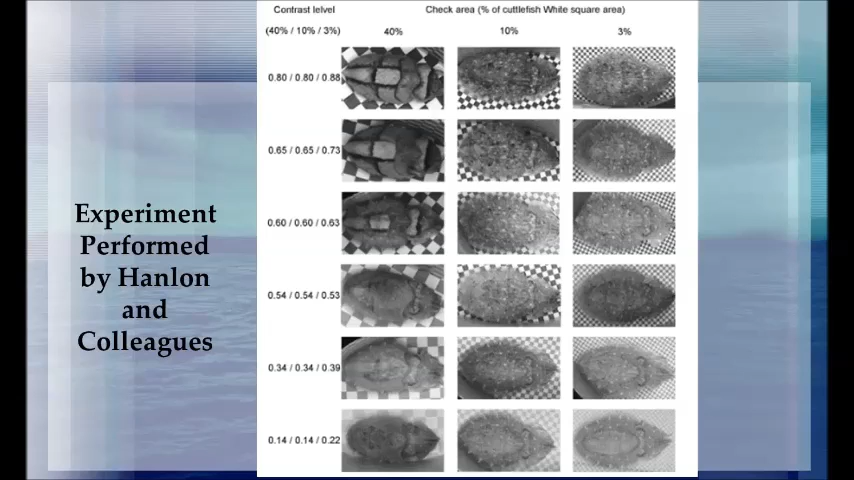 Experiment
Performed
by Hanlon
and
Colleagues
Contrast lelvel
Check area (% of cuttlefish White square area)
(40% / 10% / 3%)
40%
10%
3%
0.80 / 0.80 / 0.88
0.65 / 0.65 / 0.73
0.60 / 0.60 / 0.63
0.54 / 0.54 / 0.53
0.34 / 0.34 / 0.39
0.14 / 0.14 / 0.22